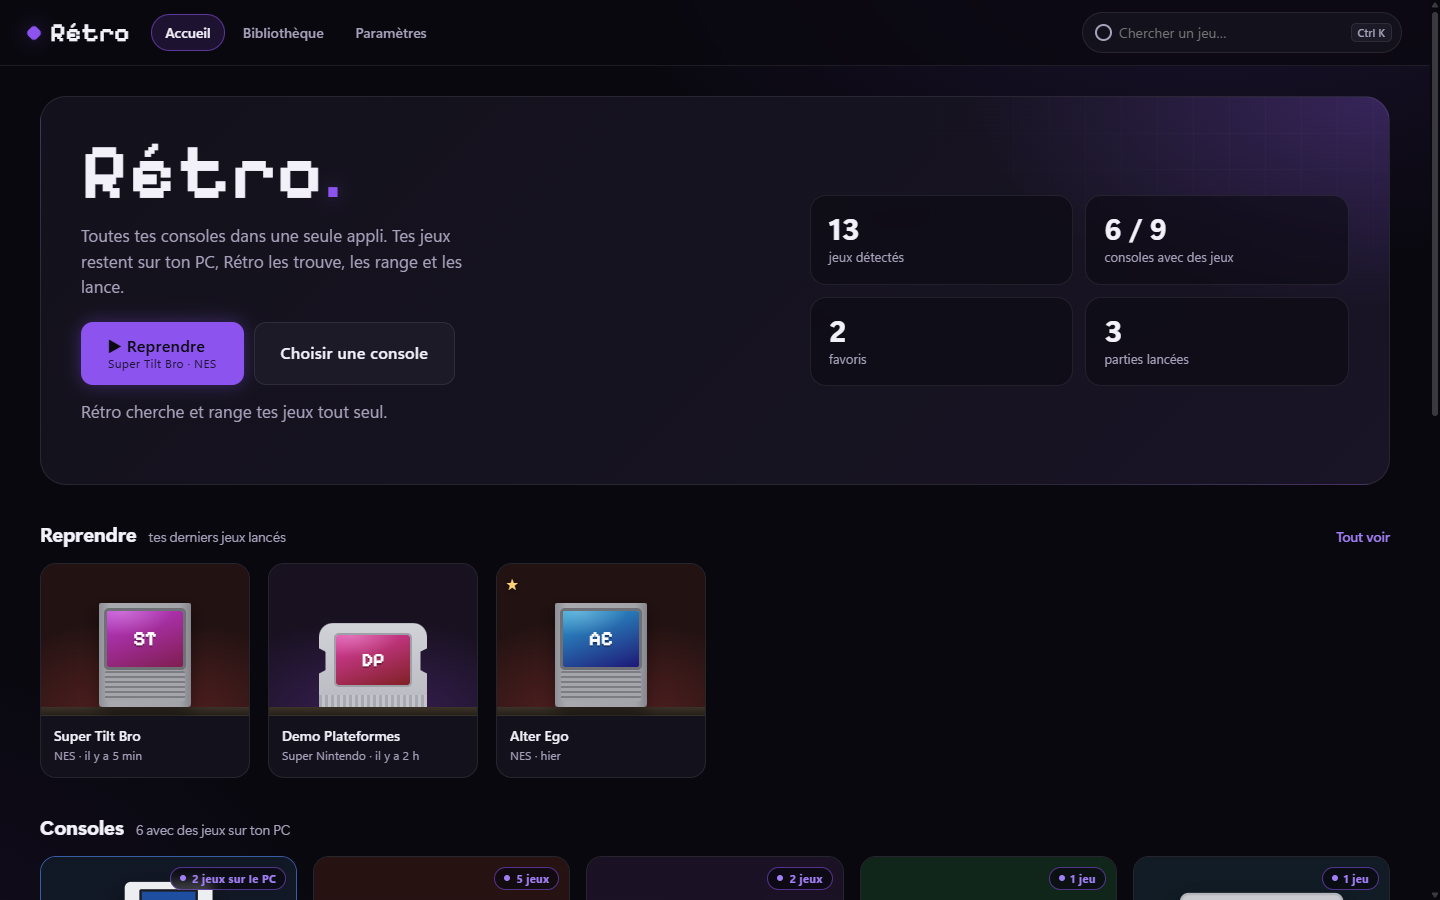 Rétro
Accueil
Bibliothèque
Paramètres
Chercher un jeu...
Ctrl K
Rétro.
Toutes tes consoles dans une seule appli. Tes jeux
restent sur ton PC, Rétro les trouve, les range et les
lance.
▶ Reprendre
Super Tilt Bro · NES
Choisir une console
Rétro cherche et range tes jeux tout seul.
13
jeux détectés
6 / 9
consoles avec des jeux
2
favoris
3
parties lancées
Reprendre tes derniers jeux lancés
Tout voir
ST
Super Tilt Bro
NES · il y a 5 min
DP
Demo Plateformes
Super Nintendo · il y a 2 h
AE
Alter Ego
NES · hier
Consoles 6 avec des jeux sur ton PC
2 jeux sur le PC
5 jeux
2 jeux
1 jeu
1 jeu